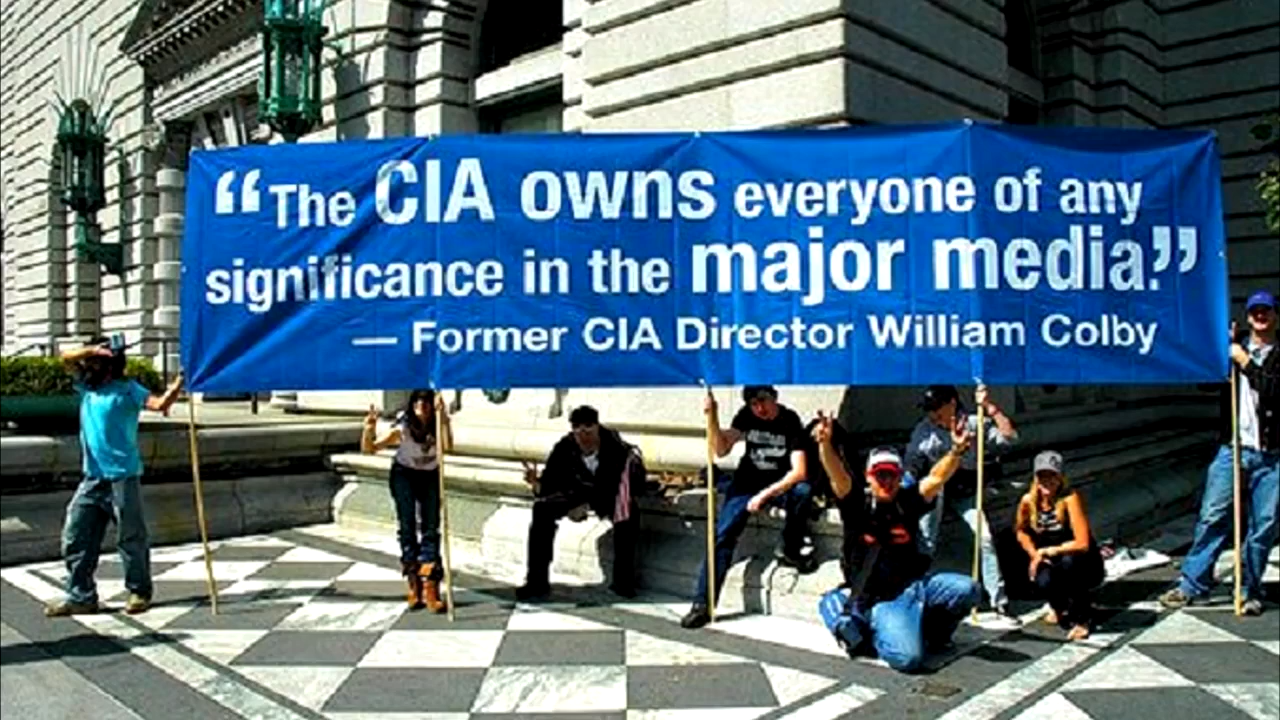 “The CIA owns everyone of any
significance in the major media.”
— Former CIA Director William Colby